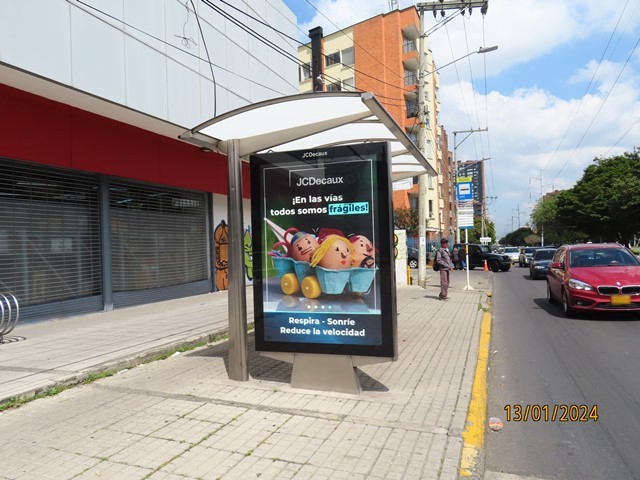 JCDecaux
JCDecaux
¡En las vías
todos somos frágiles!
Respira - Sonríe
Reduce la velocidad
13/01/2024